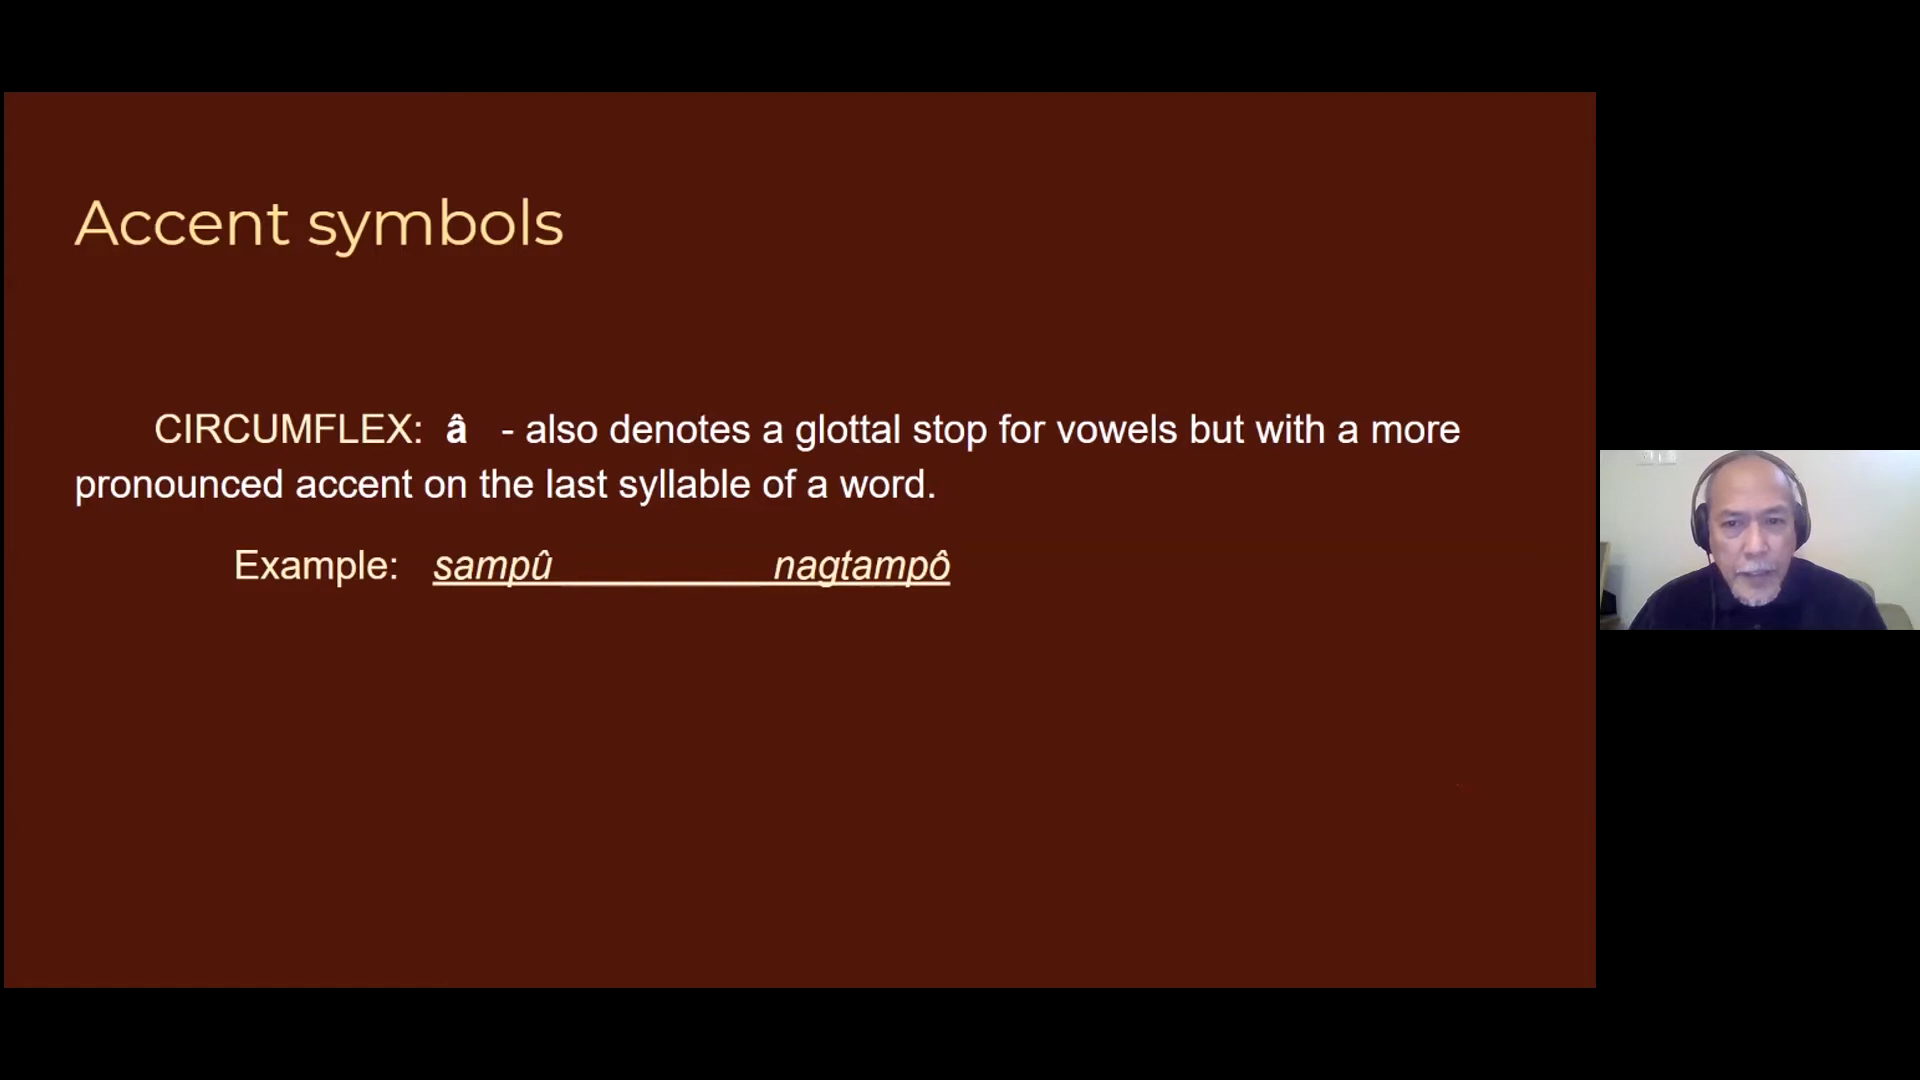 Accent symbols
CIRCUMFLEX: â - also denotes a glottal stop for vowels but with a more
pronounced accent on the last syllable of a word.
Example: sampû nagtampô